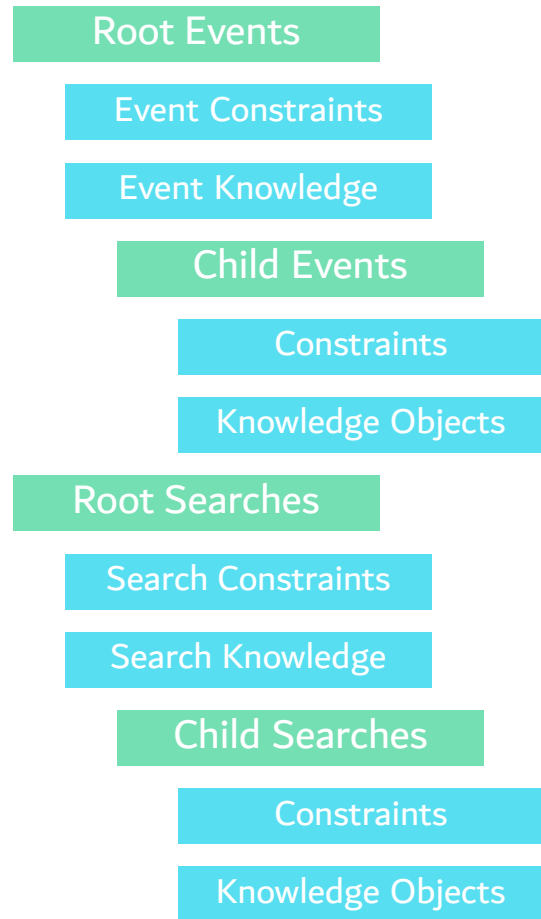 Root Events
Event Constraints
Event Knowledge
Child Events
Constraints
Knowledge Objects
Root Searches
Search Constraints
Search Knowledge
Child Searches
Constraints
Knowledge Objects